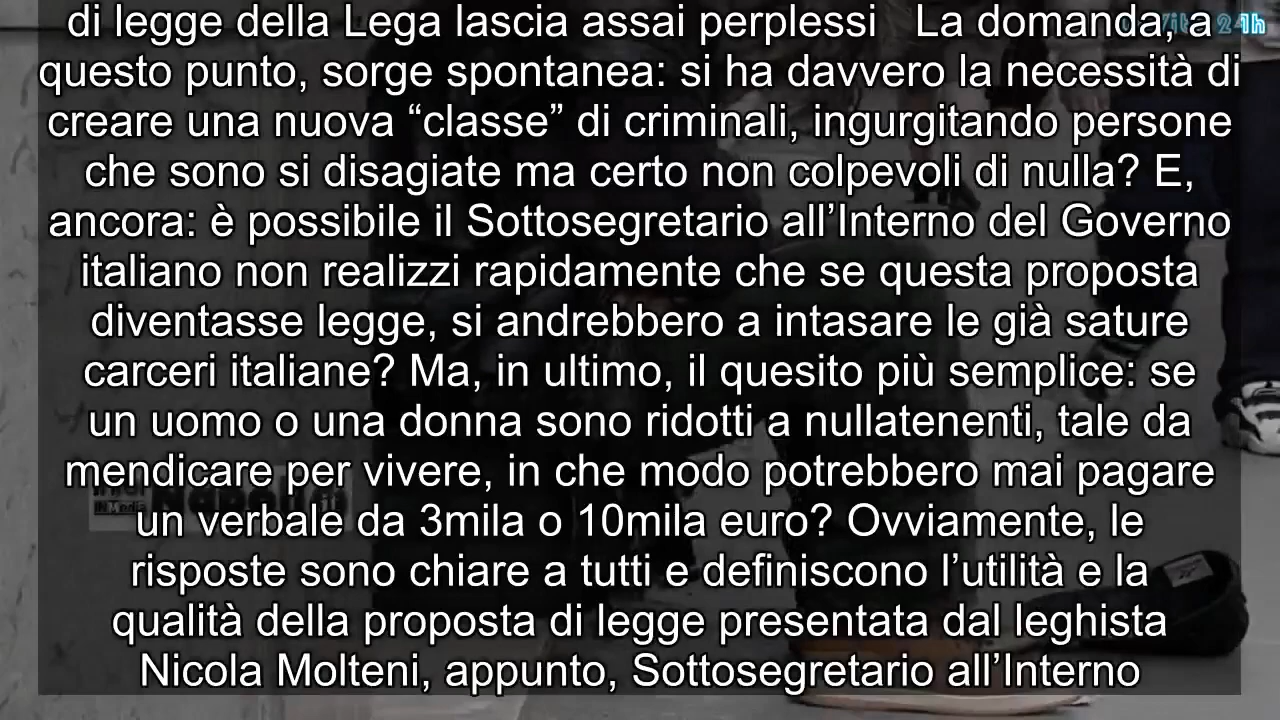 di legge della Lega lascia assai perplessi   La domanda, a
questo punto, sorge spontanea: si ha davvero la necessità di
creare una nuova “classe” di criminali, ingurgitando persone
che sono si disagiate ma certo non colpevoli di nulla? E,
ancora: è possibile il Sottosegretario all’Interno del Governo
italiano non realizzi rapidamente che se questa proposta
diventasse legge, si andrebbero a intasare le già sature
carceri italiane? Ma, in ultimo, il quesito più semplice: se
un uomo o una donna sono ridotti a nullatenenti, tale da
mendicare per vivere, in che modo potrebbero mai pagare
un verbale da 3mila o 10mila euro? Ovviamente, le
risposte sono chiare a tutti e definiscono l’utilità e la
qualità della proposta di legge presentata dal leghista
Nicola Molteni, appunto, Sottosegretario all’Interno